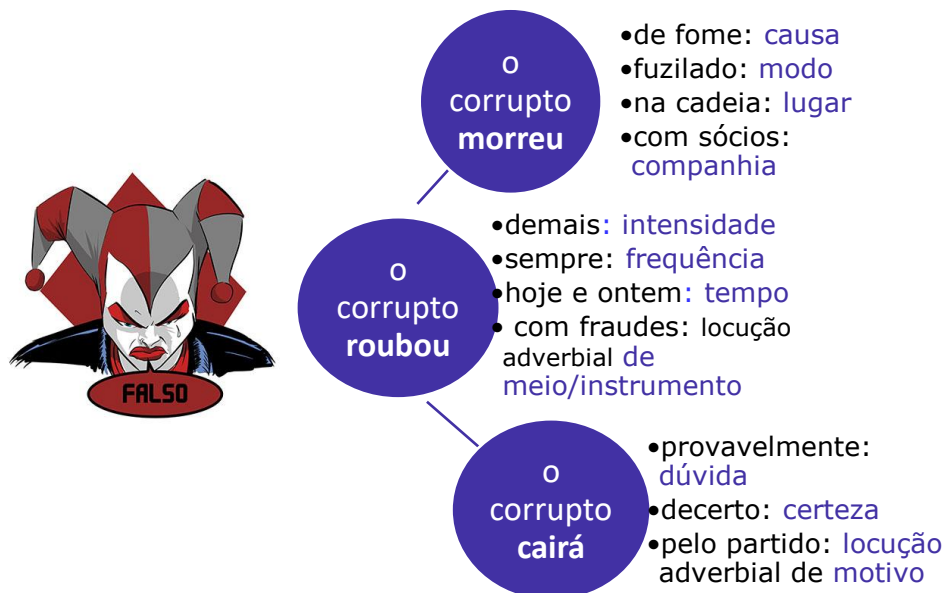 o
corrupto
morreu
•de fome: causa
•fuzilado: modo
•na cadeia: lugar
•com sócios:
companhia
FALSO
o
corrupto
roubou
•demais: intensidade
•sempre: frequência
•hoje e ontem: tempo
• com fraudes: locução
adverbial de
meio/instrumento
o
corrupto
cairá
•provavelmente:
dúvida
•decerto: certeza
•pelo partido: locução
adverbial de motivo